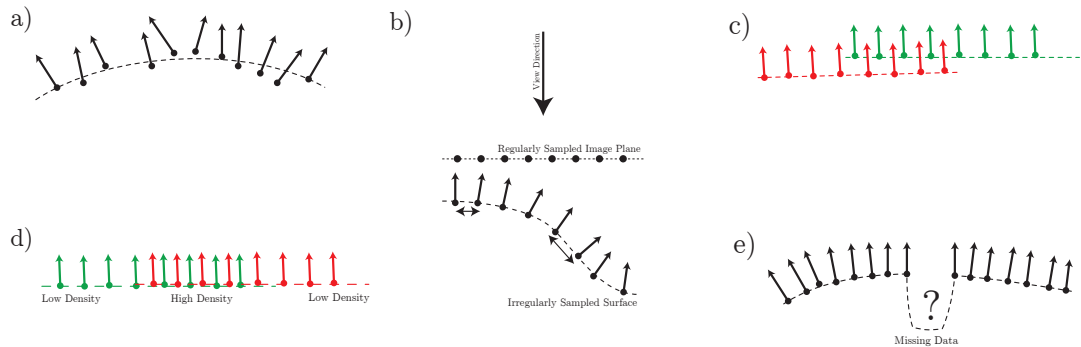 a)
b)
View Direction
Regularly Sampled Image Plane
Irregularly Sampled Surface
c)
d)
Low Density
High Density
Low Density
e)
?
Missing Data